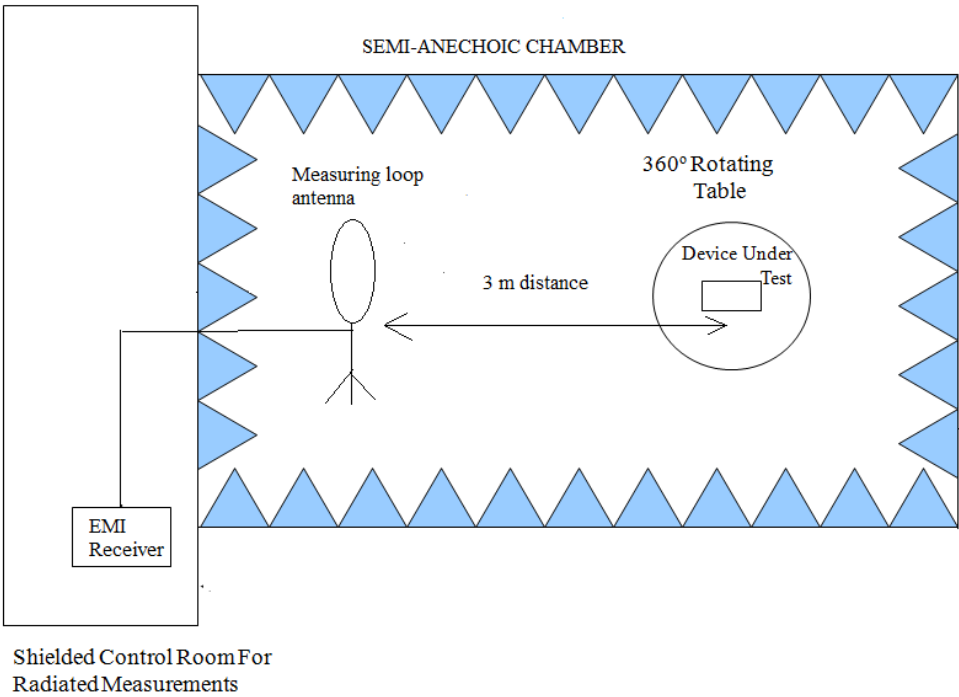 SEMI-ANECHOIC CHAMBER
Measuring loop
antenna
360º Rotating
Table
Device Under
Test
3 m distance
EMI
Receiver
Shielded Control Room For
Radiated Measurements